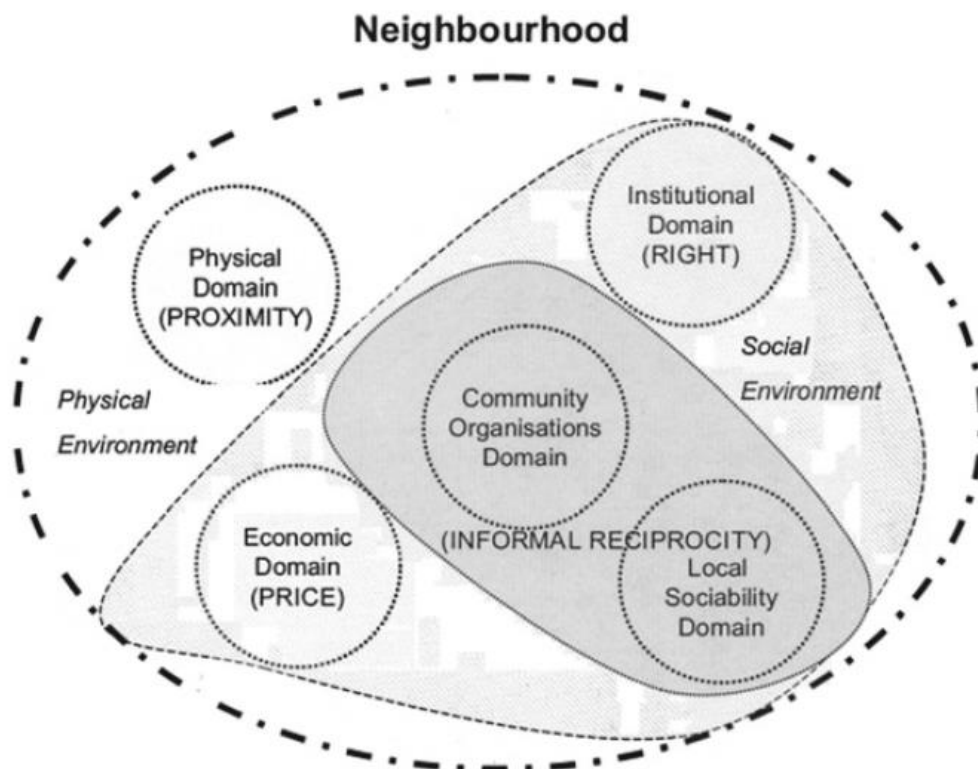 Neighbourhood
Physical
Domain
(PROXIMITY)
Institutional
Domain
(RIGHT)
Physical
Environment
Social
Environment
Community
Organisations
Domain
Economic
Domain
(PRICE)
(INFORMAL RECIPROCITY)
Local
Sociability
Domain